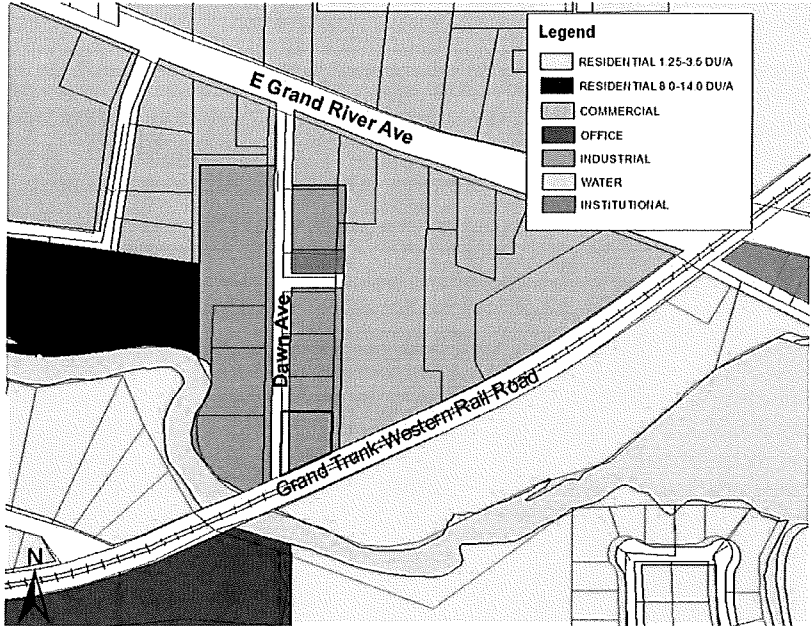 Legend
RESIDENTIAL 1.25-3.5 DU/A
RESIDENTIAL 8.0-14.0 DU/A
COMMERCIAL
OFFICE
INDUSTRIAL
WATER
INSTITUTIONAL
E Grand River Ave
Dawn Ave
Grand Trunk Western Rail Road
N